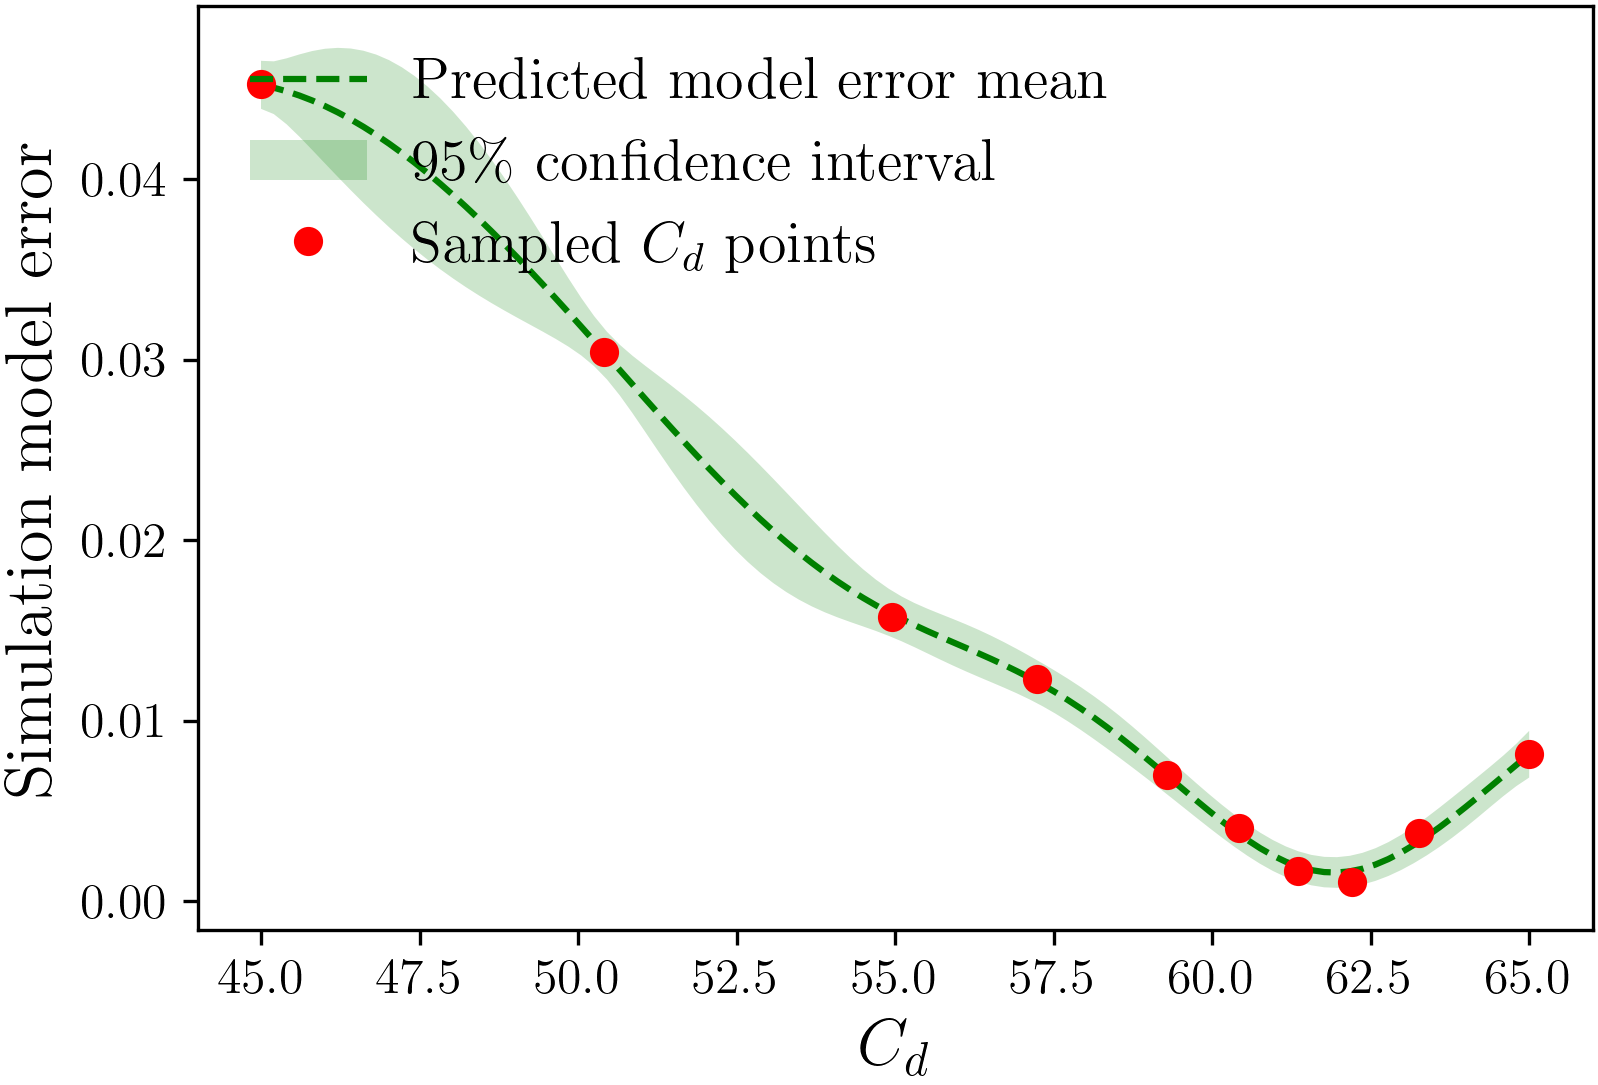 Predicted model error mean
95% confidence interval
Sampled C_d points
Simulation model error
0.04
0.03
0.02
0.01
0.00
45.0 47.5 50.0 52.5 55.0 57.5 60.0 62.5 65.0
C_d